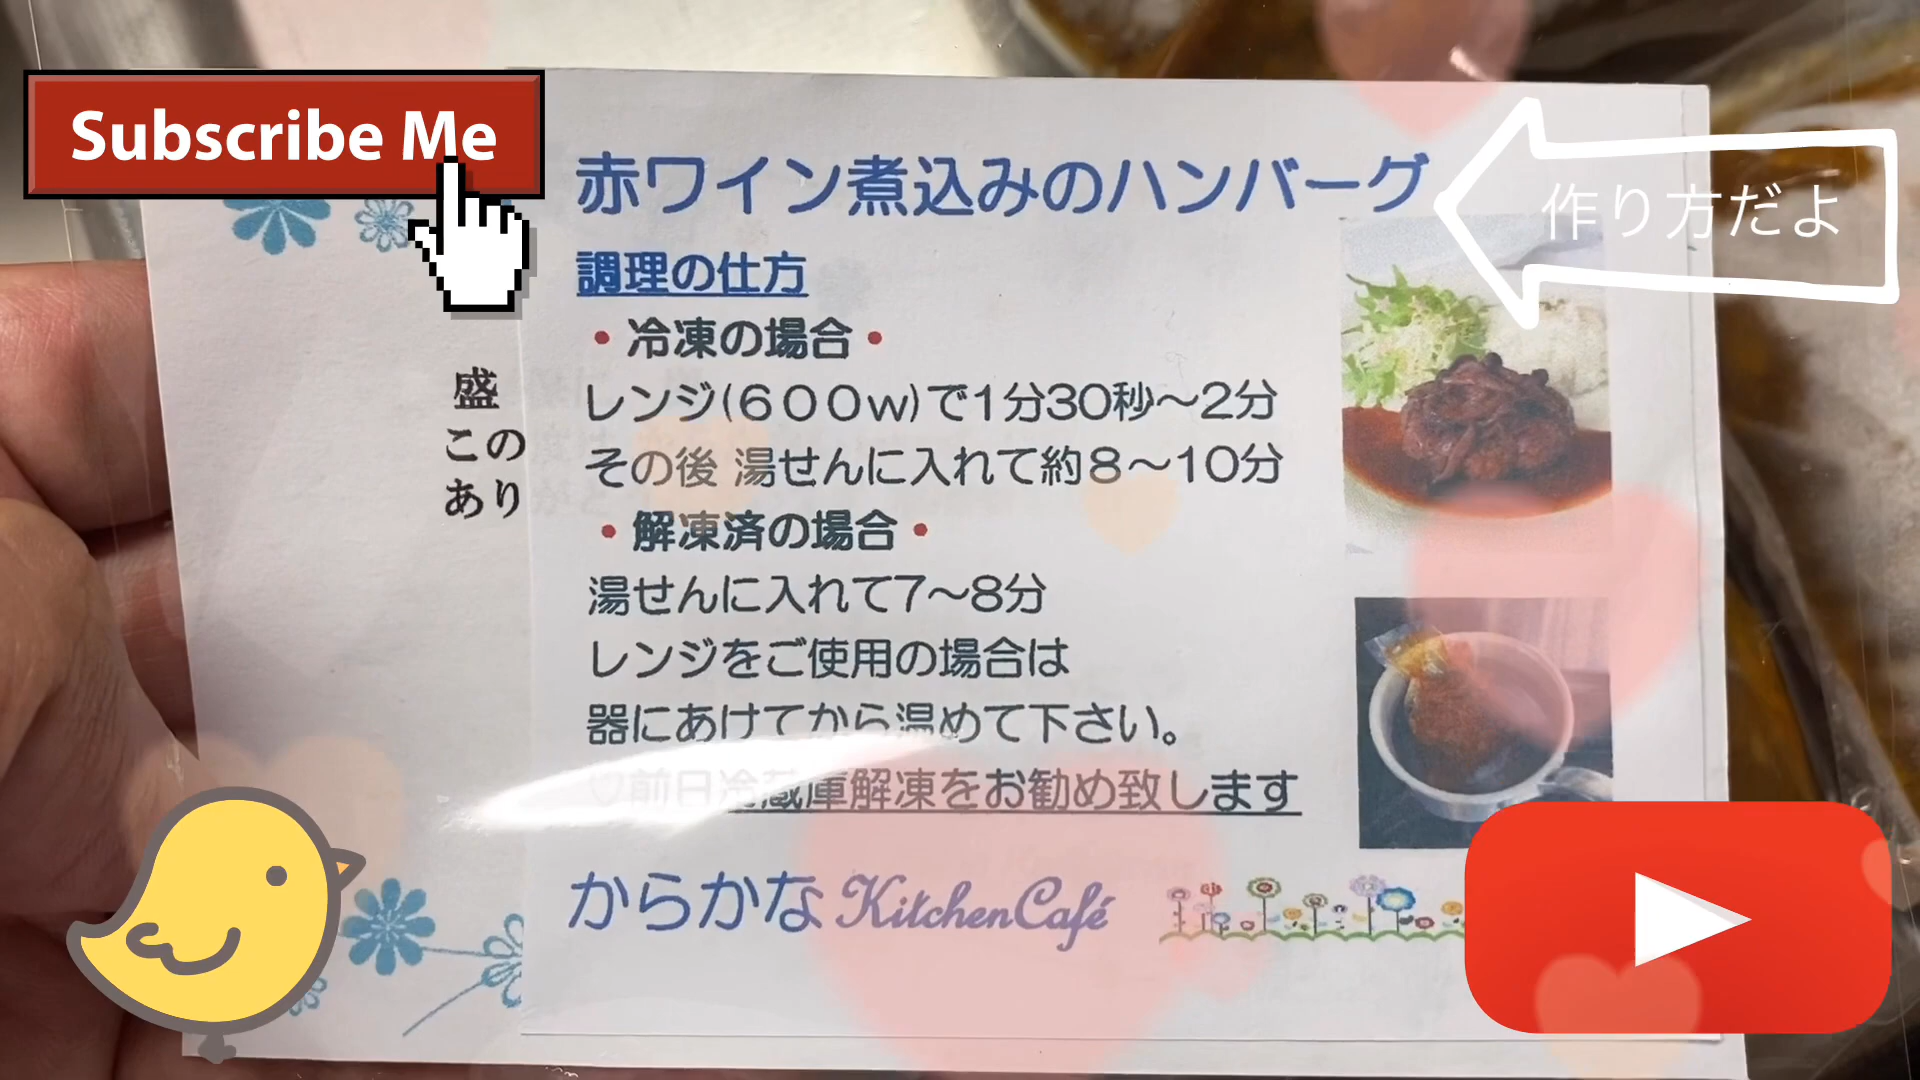 Subscribe Me
赤ワイン煮込みのハンバーグ
作り方だよ
調理の仕方
・冷凍の場合・
レンジ(600w)で1分30秒〜2分
その後 湯せんに入れて約8〜10分
・解凍済の場合・
湯せんに入れて7〜8分
レンジをご使用の場合は
器にあけてから温めて下さい。
♡前日冷蔵庫解凍をお勧め致します
からかな KitchenCafé
盛
この
あり